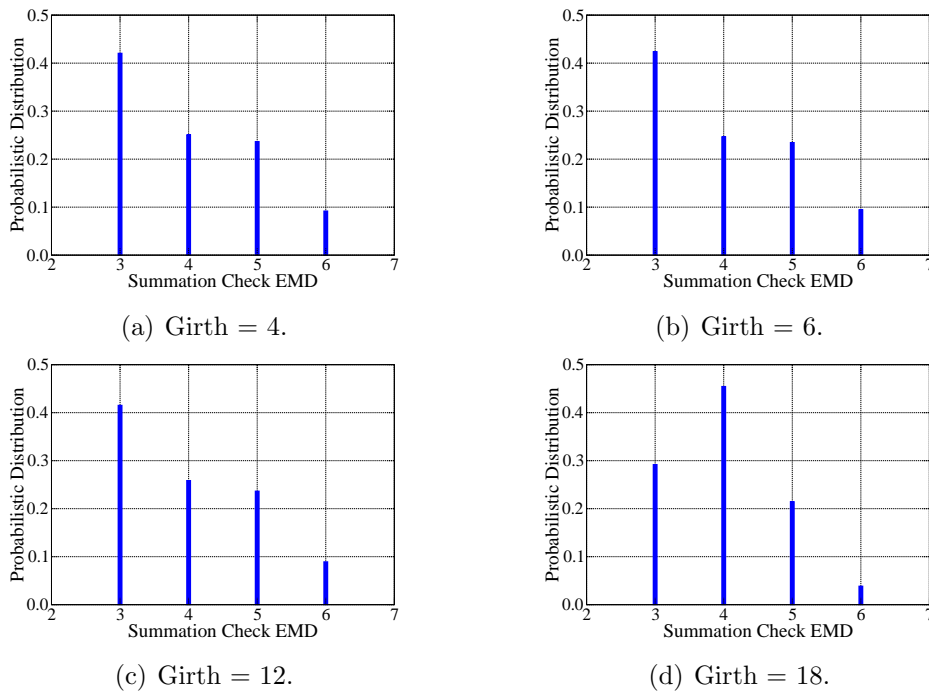 0.5
0.4
0.3
0.2
0.1
0.0
Probabilistic Distribution
2 3 4 5 6 7
Summation Check EMD
(a) Girth = 4.
0.5
0.4
0.3
0.2
0.1
0.0
Probabilistic Distribution
2 3 4 5 6 7
Summation Check EMD
(b) Girth = 6.
0.5
0.4
0.3
0.2
0.1
0.0
Probabilistic Distribution
2 3 4 5 6 7
Summation Check EMD
(c) Girth = 12.
0.5
0.4
0.3
0.2
0.1
0.0
Probabilistic Distribution
2 3 4 5 6 7
Summation Check EMD
(d) Girth = 18.